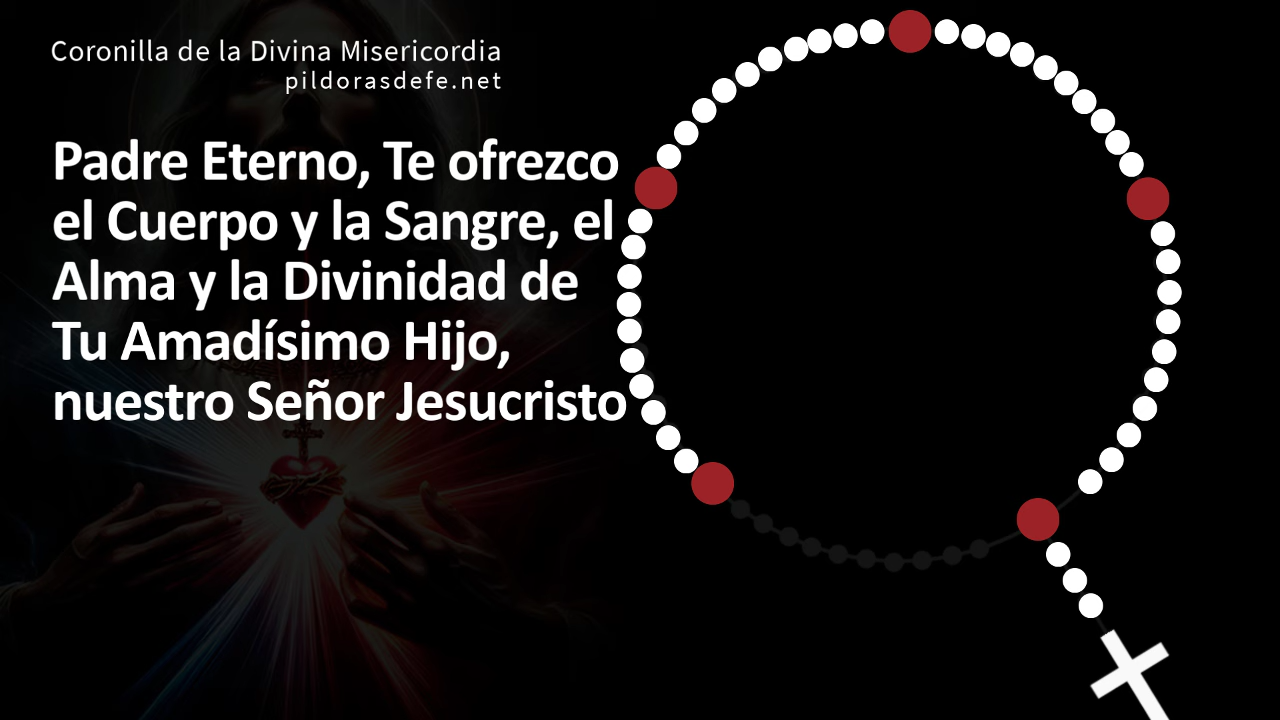 Coronilla de la Divina Misericordia
pildorasdefe.net
Padre Eterno, Te ofrezco
el Cuerpo y la Sangre, el
Alma y la Divinidad de
Tu Amadísimo Hijo,
nuestro Señor Jesucristo